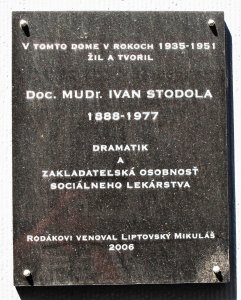 V TOMTO DOME V ROKOCH 1935-1951
ŽIL A TVORIL
Doc. MUDr. IVAN STODOLA
1888-1977
DRAMATIK
A
ZAKLADATEĽSKÁ OSOBNOSŤ
SOCIÁLNEHO LEKÁRSTVA
RODÁKOVI VENOVAL LIPTOVSKÝ MIKULÁŠ
2006